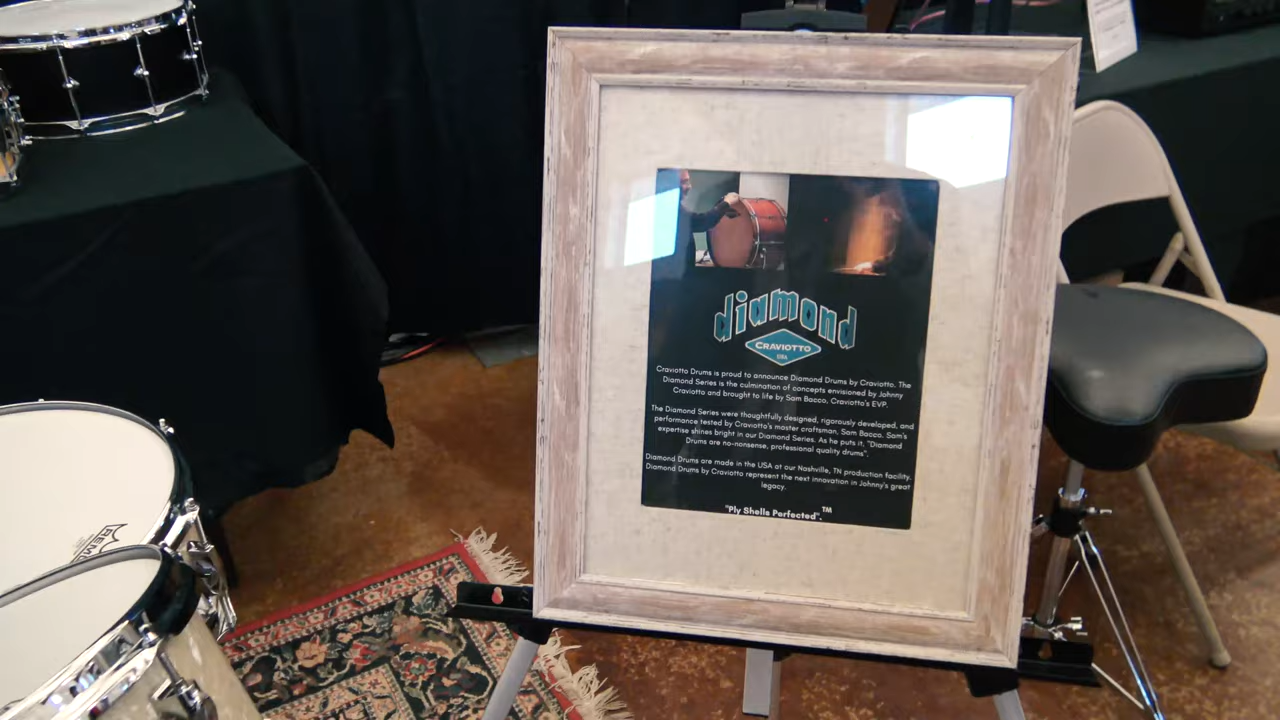 diamond
CRAVIOTTO
USA
Craviotto Drums is proud to announce Diamond Drums by Craviotto. The
Diamond Series is the culmination of concepts envisioned by Johnny
Craviotto and brought to life by Sam Bacco, Craviotto's EVP.
The Diamond Series were thoughtfully designed, rigorously developed, and
performance tested by Craviotto's master craftsman, Sam Bacco. Sam's
expertise shines bright in our Diamond Series. As he puts it, "Diamond
Drums are no-nonsense, professional quality drums".
Diamond Drums are made in the USA at our Nashville, TN production facility.
Diamond Drums by Craviotto represent the next innovation in Johnny's great
legacy.
"Ply Shells Perfected".™
REMO